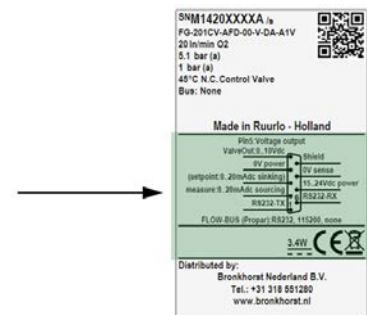 SNM1420XXXXA /s
FG-201CV-AFD-00-V-DA-A1V
20 ln/min O2
5.1 bar (a)
1 bar (a)
45°C N.C. Control Valve
Bus: None
Made in Ruurlo - Holland
Pin5:Voltage output
ValveOut:0..10Vdc
Shield
0V power
0V sense
(setpoint:0..20mAdc sinking)
15..24Vdc power
measure:0..20mAdc sourcing
RS232-RX
RS232-TX
FLOW-BUS (Propar):RS232, 115200, none
3.4W CE
Distributed by:
Bronkhorst Nederland B.V.
Tel.: +31 318 551280
www.bronkhorst.nl